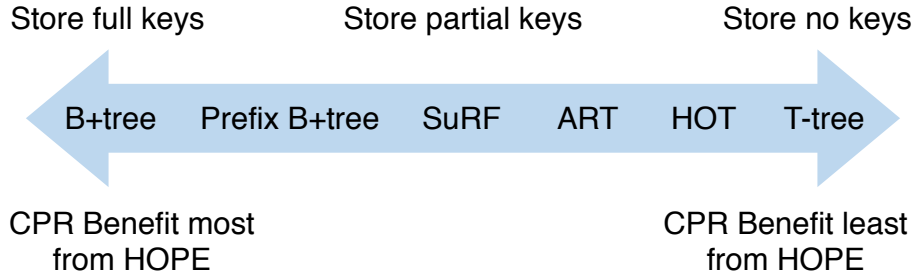 Store full keys Store partial keys Store no keys
B+tree Prefix B+tree SuRF ART HOT T-tree
CPR Benefit most
from HOPE
CPR Benefit least
from HOPE